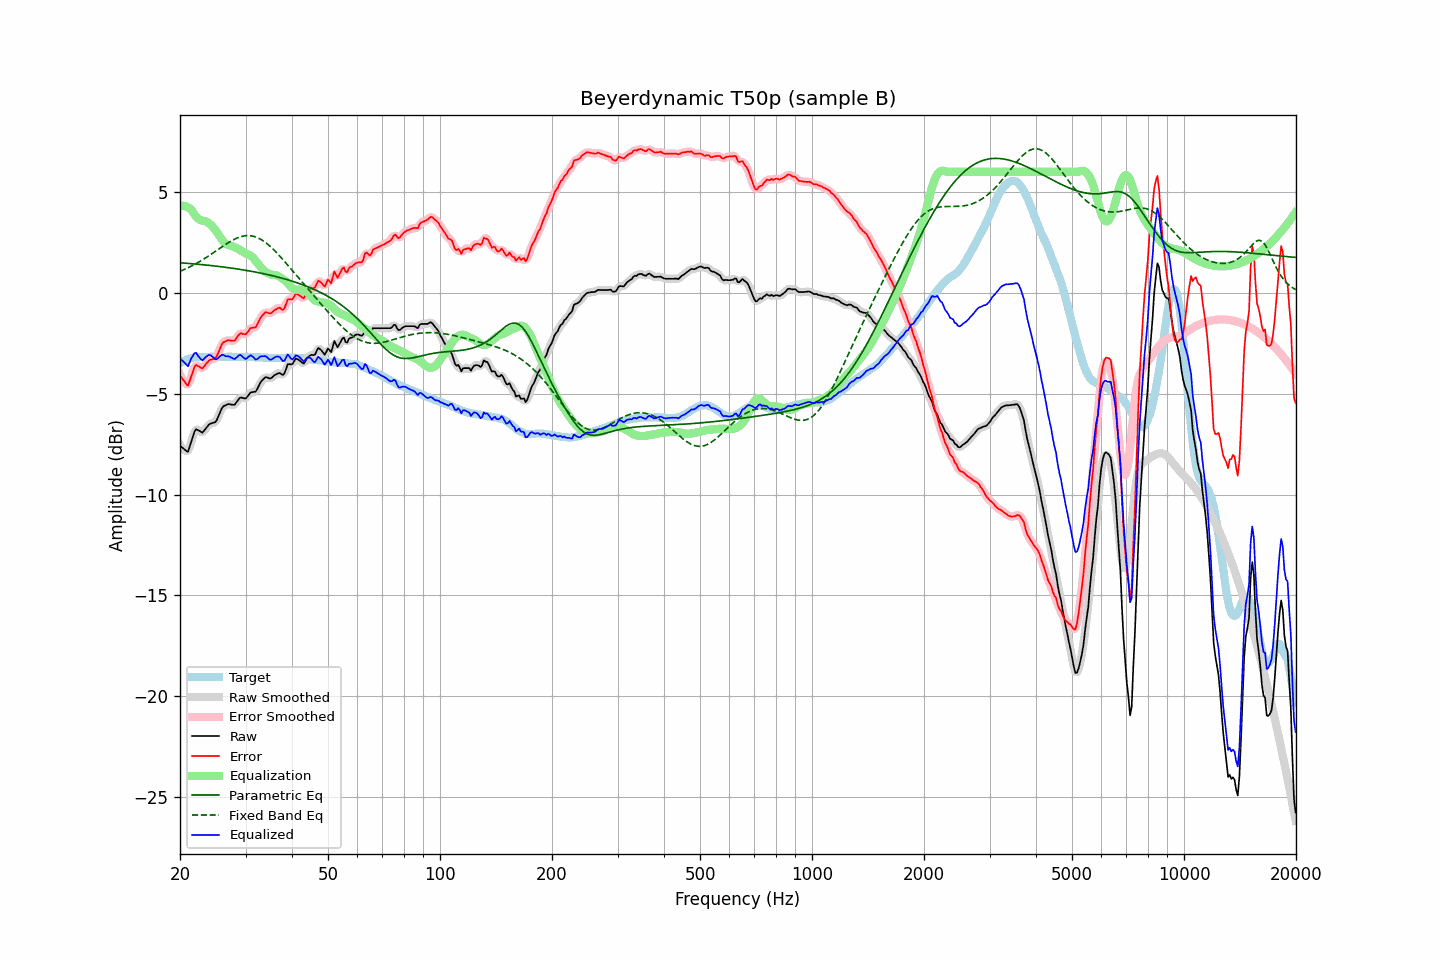 Beyerdynamic T50p (sample B)
Amplitude (dBr)
5
0
−5
−10
−15
−20
−25
Target
Raw Smoothed
Error Smoothed
Raw
Error
Equalization
Parametric Eq
Fixed Band Eq
Equalized
20 50 100 200 500 1000 2000 5000 10000 20000
Frequency (Hz)